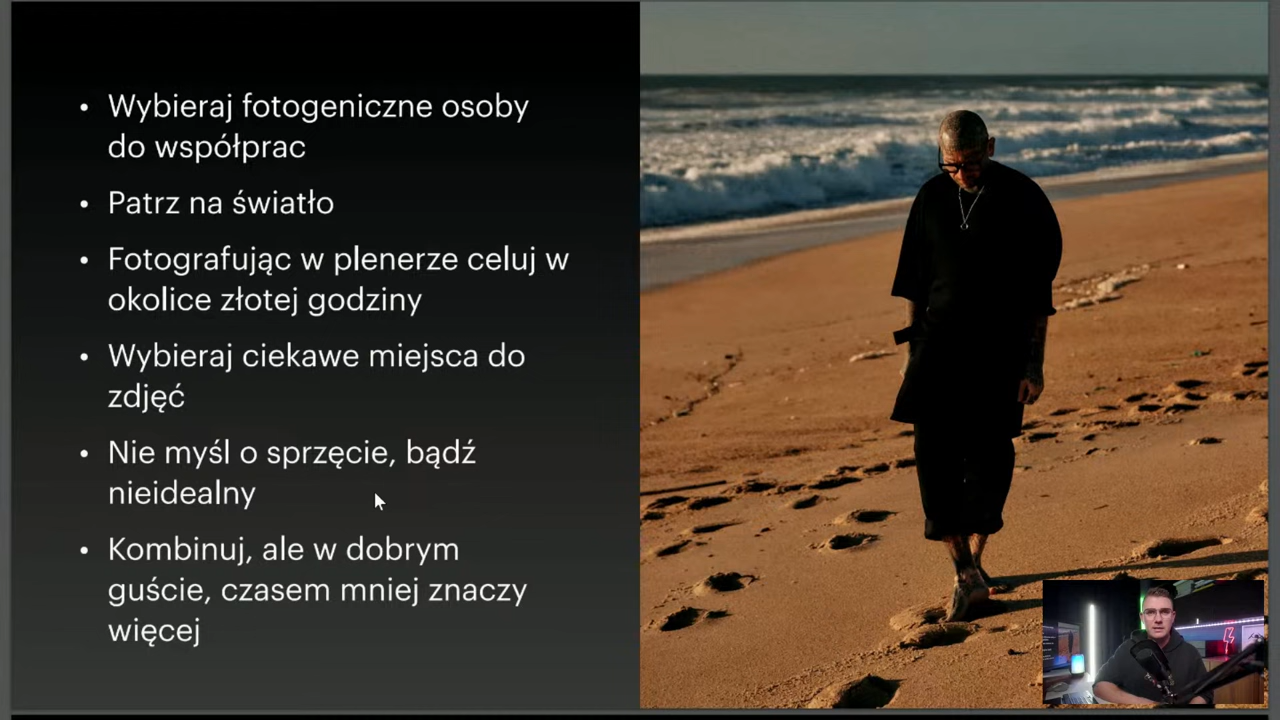 • Wybieraj fotogeniczne osoby
do współprac
• Patrz na światło
• Fotografując w plenerze celuj w
okolice złotej godziny
• Wybieraj ciekawe miejsca do
zdjęć
• Nie myśl o sprzęcie, bądź
nieidealny
• Kombinuj, ale w dobrym
guście, czasem mniej znaczy
więcej